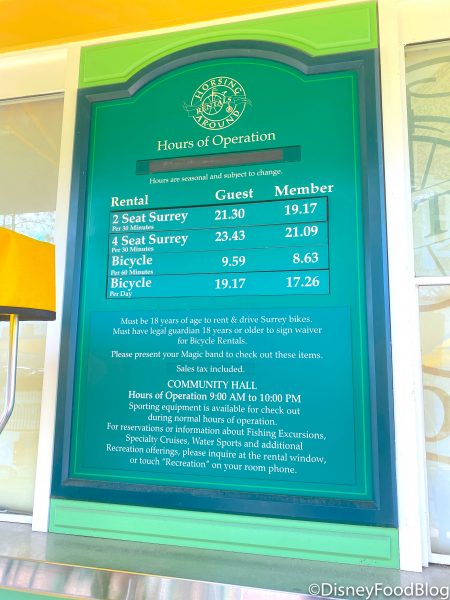 HORSING
RENTALS
AROUND
Hours of Operation
Hours are seasonal and subject to change.
Rental Guest Member
2 Seat Surrey 21.30 19.17
Per 30 Minutes
4 Seat Surrey 23.43 21.09
Per 30 Minutes
Bicycle 9.59 8.63
Per 60 Minutes
Bicycle 19.17 17.26
Per Day
Must be 18 years of age to rent & drive Surrey bikes.
Must have legal guardian 18 years or older to sign waiver
for Bicycle Rentals.
Please present your Magic band to check out these items.
Sales tax included.
COMMUNITY HALL
Hours of Operation 9:00 AM to 10:00 PM
Sporting equipment is available for check out
during normal hours of operation.
For reservations or information about Fishing Excursions,
Specialty Cruises, Water Sports and additional
Recreation offerings, please inquire at the rental window,
or touch "Recreation" on your room phone.
©DisneyFoodBlog